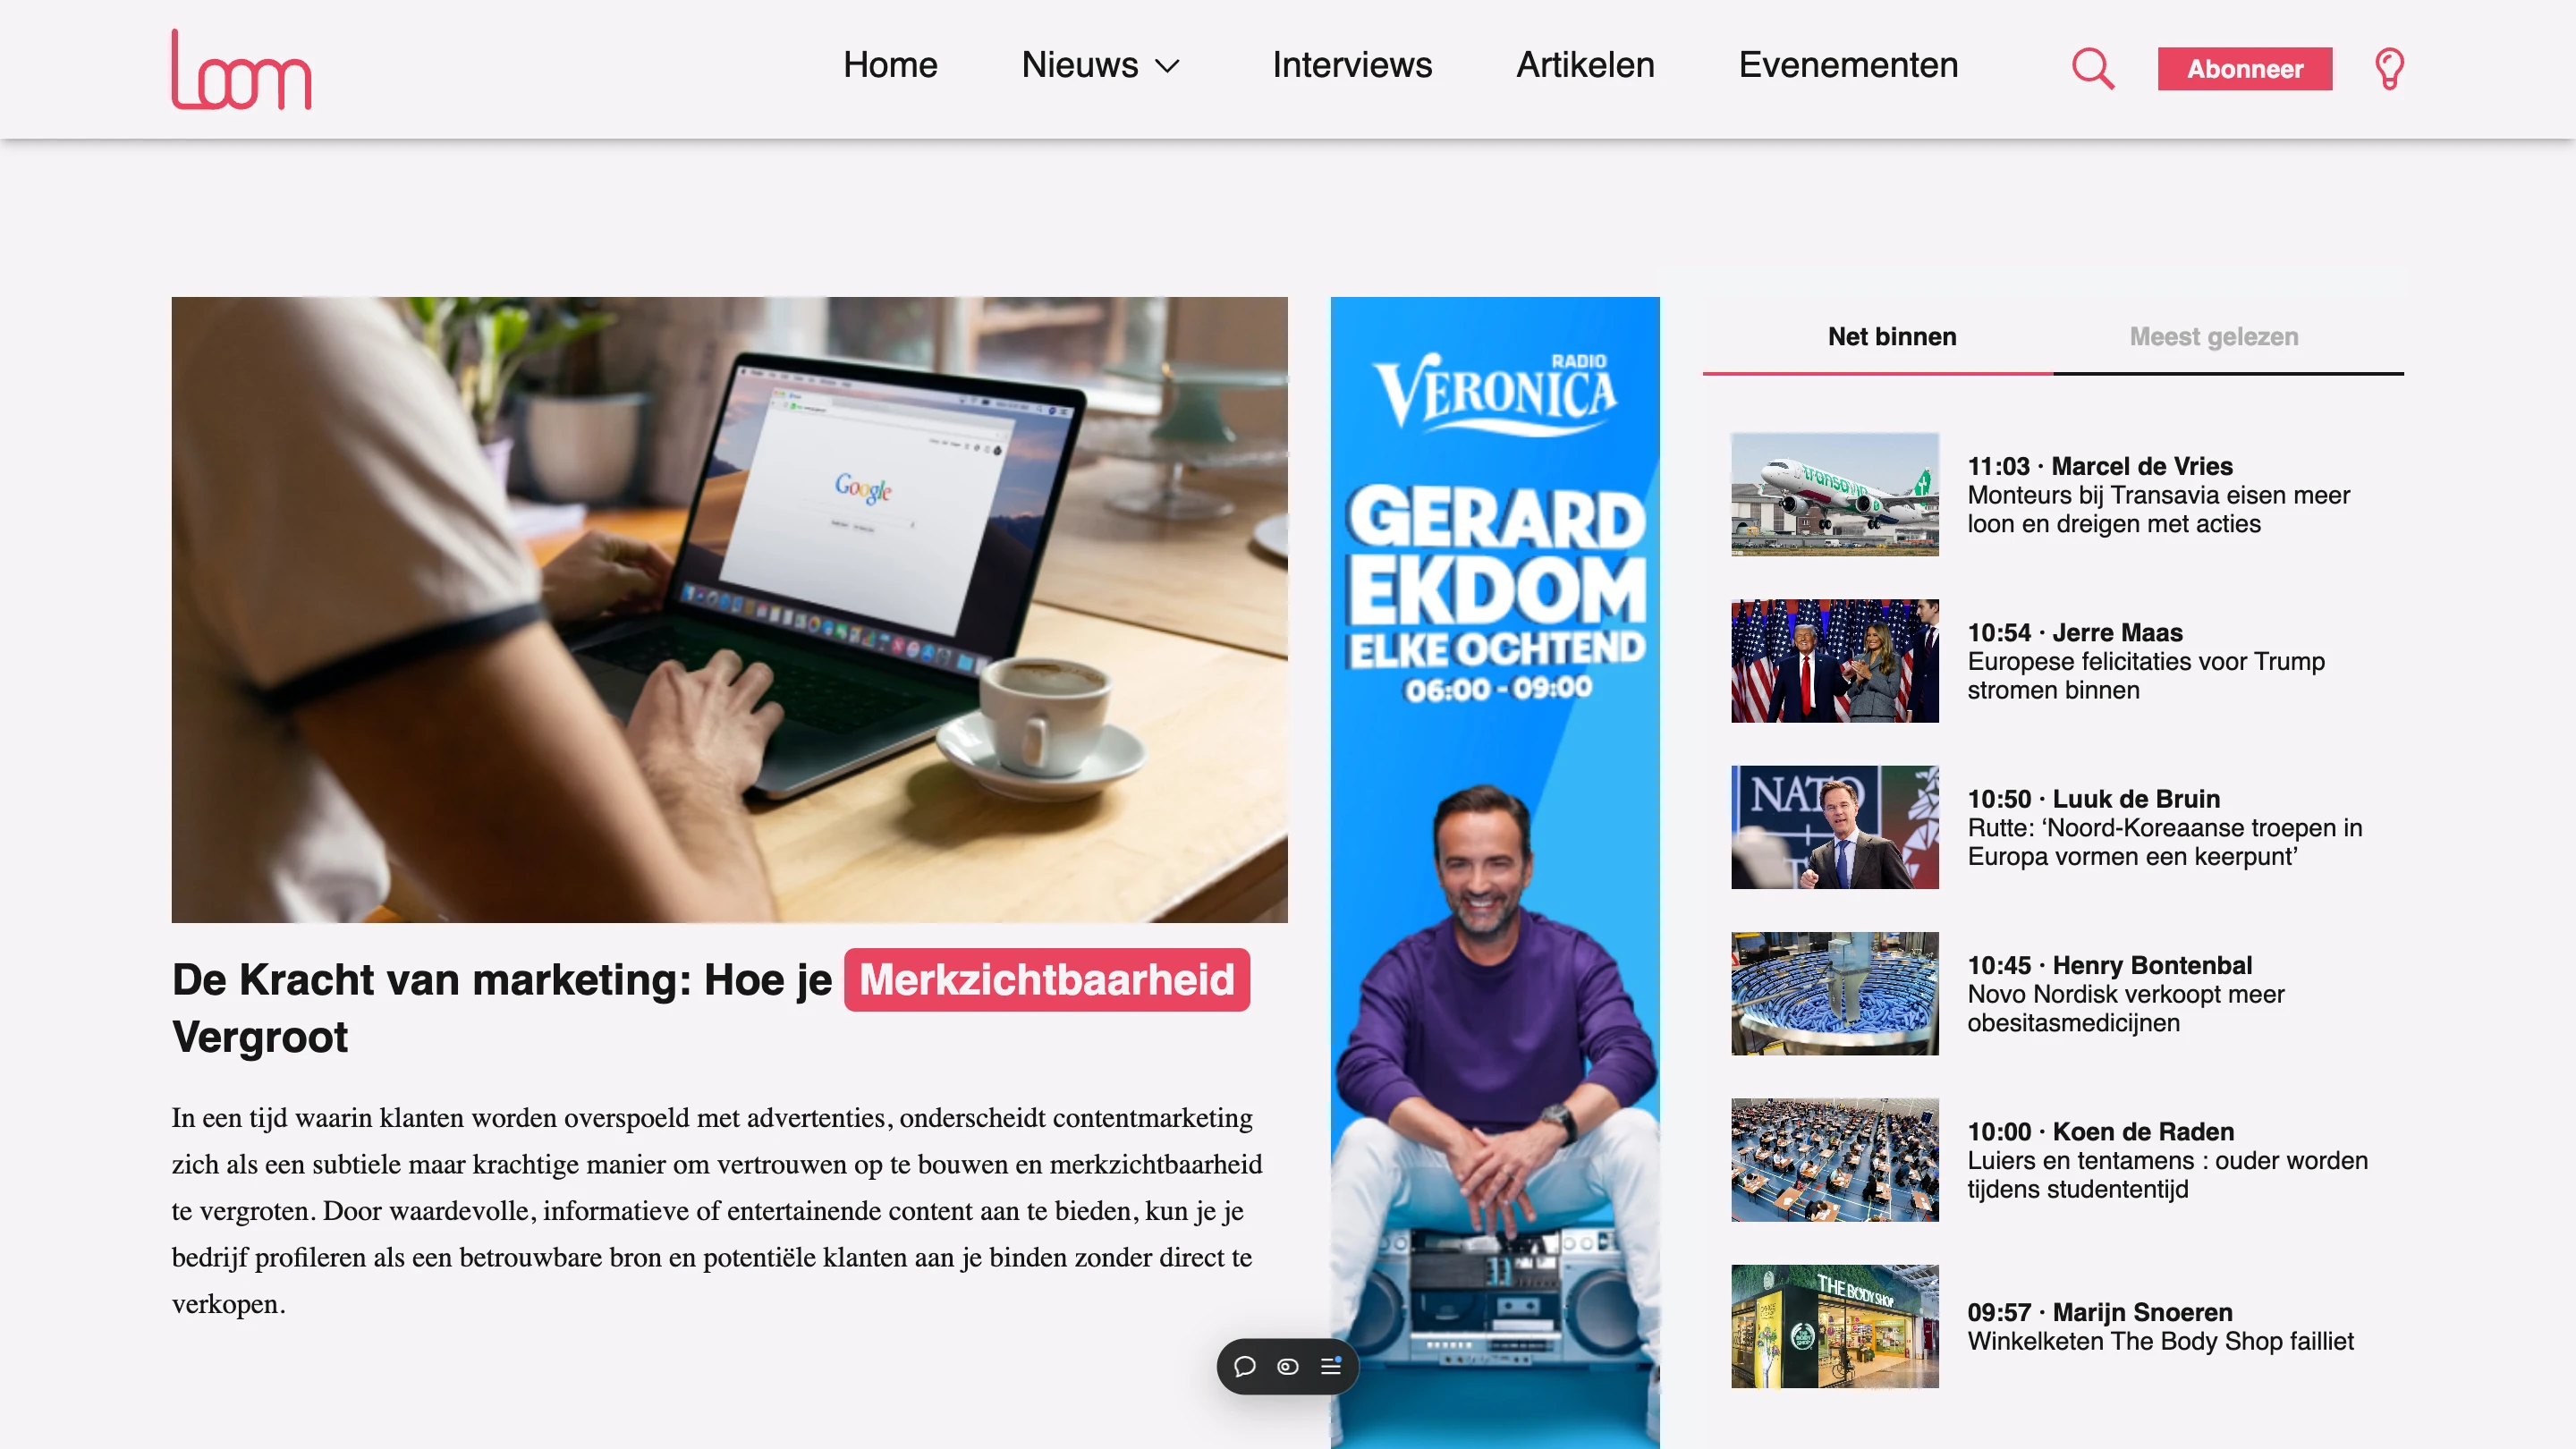 Loom
Home
Nieuws
Interviews
Artikelen
Evenementen
Abonneer
Google
RADIO
VERONICA
GERARD
EKDOM
ELKE OCHTEND
06:00 - 09:00
Net binnen
Meest gelezen
transavia
11:03 · Marcel de Vries
Monteurs bij Transavia eisen meer
loon en dreigen met acties
10:54 · Jerre Maas
Europese felicitaties voor Trump
stromen binnen
NATO
10:50 · Luuk de Bruin
Rutte: ‘Noord-Koreaanse troepen in
Europa vormen een keerpunt’
10:45 · Henry Bontenbal
Novo Nordisk verkoopt meer
obesitasmedicijnen
10:00 · Koen de Raden
Luiers en tentamens : ouder worden
tijdens studententijd
THE BODY SHOP
09:57 · Marijn Snoeren
Winkelketen The Body Shop failliet
De Kracht van marketing: Hoe je Merkzichtbaarheid
Vergroot
In een tijd waarin klanten worden overspoeld met advertenties, onderscheidt contentmarketing
zich als een subtiele maar krachtige manier om vertrouwen op te bouwen en merkzichtbaarheid
te vergroten. Door waardevolle, informatieve of entertainende content aan te bieden, kun je je
bedrijf profileren als een betrouwbare bron en potentiële klanten aan je binden zonder direct te
verkopen.